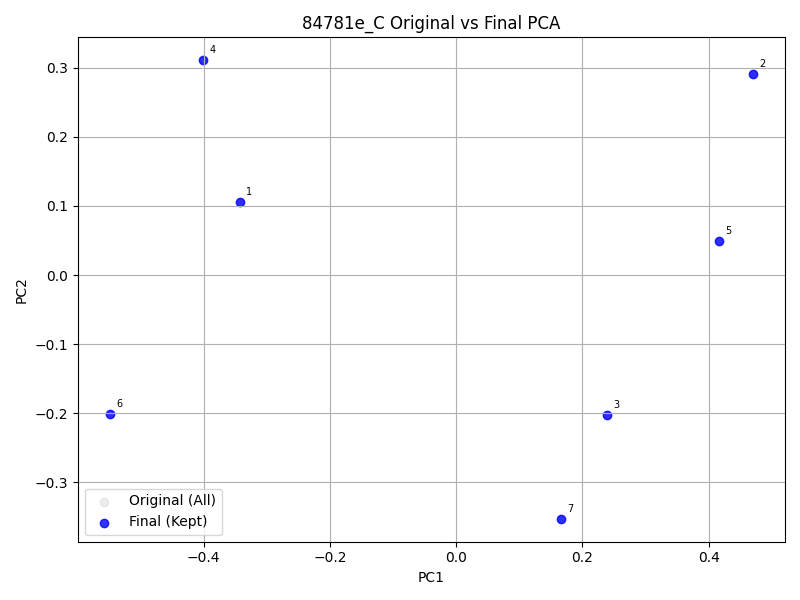 84781e_C Original vs Final PCA
PC2
0.3
0.2
0.1
0.0
−0.1
−0.2
−0.3
4
2
1
5
6
3
7
Original (All)
Final (Kept)
−0.4 −0.2 0.0 0.2 0.4
PC1